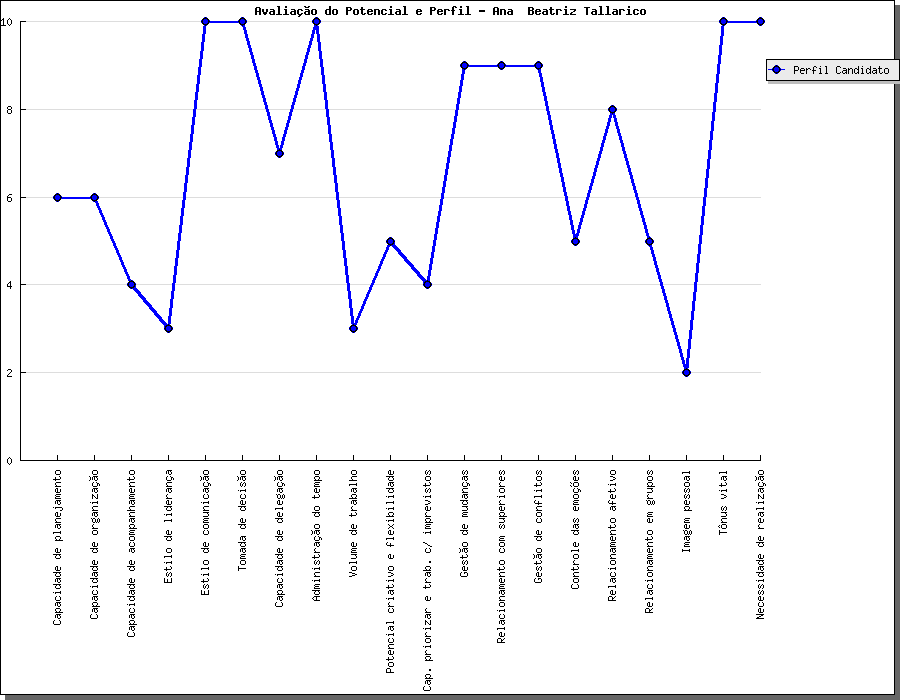 Avaliação do Potencial e Perfil - Ana  Beatriz Tallarico
10
8
6
4
2
0
Perfil Candidato
Capacidade de planejamento
Capacidade de organização
Capacidade de acompanhamento
Estilo de liderança
Estilo de comunicação
Tomada de decisão
Capacidade de delegação
Administração do tempo
Volume de trabalho
Potencial criativo e flexibilidade
Cap. priorizar e trab. c/ imprevistos
Gestão de mudanças
Relacionamento com superiores
Gestão de conflitos
Controle das emoções
Relacionamento afetivo
Relacionamento em grupos
Imagem pessoal
Tônus vital
Necessidade de realização